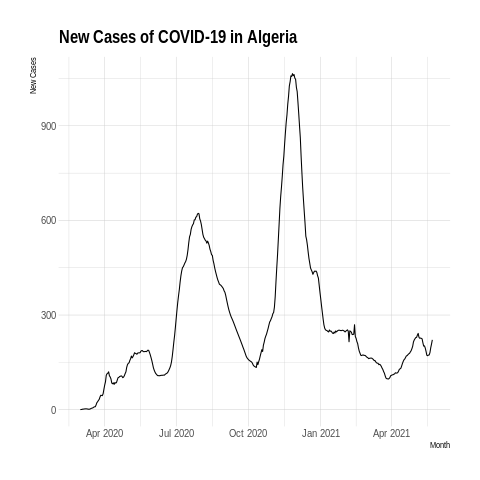 New Cases of COVID-19 in Algeria
New Cases
900
600
300
0
Apr 2020 Jul 2020 Oct 2020 Jan 2021 Apr 2021
Month